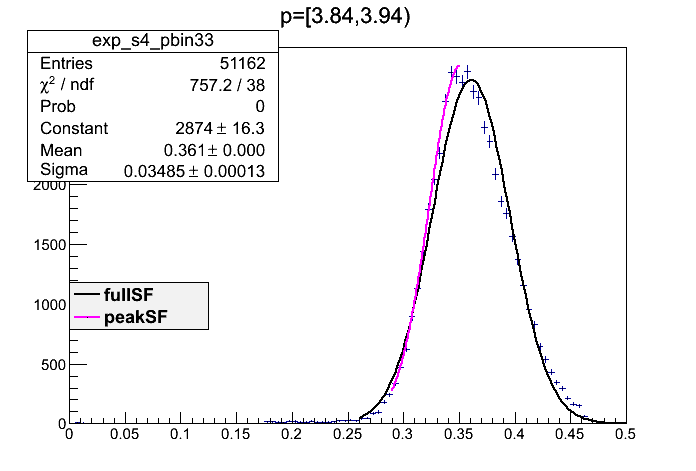 p=[3.84,3.94)
exp_s4_pbin33
Entries 51162
χ² / ndf 757.2 / 38
Prob 0
Constant 2874 ± 16.3
Mean 0.361 ± 0.000
Sigma 0.03485 ± 0.00013
2000
1500
fullSF
1000
peakSF
500
0
0 0.05 0.1 0.15 0.2 0.25 0.3 0.35 0.4 0.45 0.5